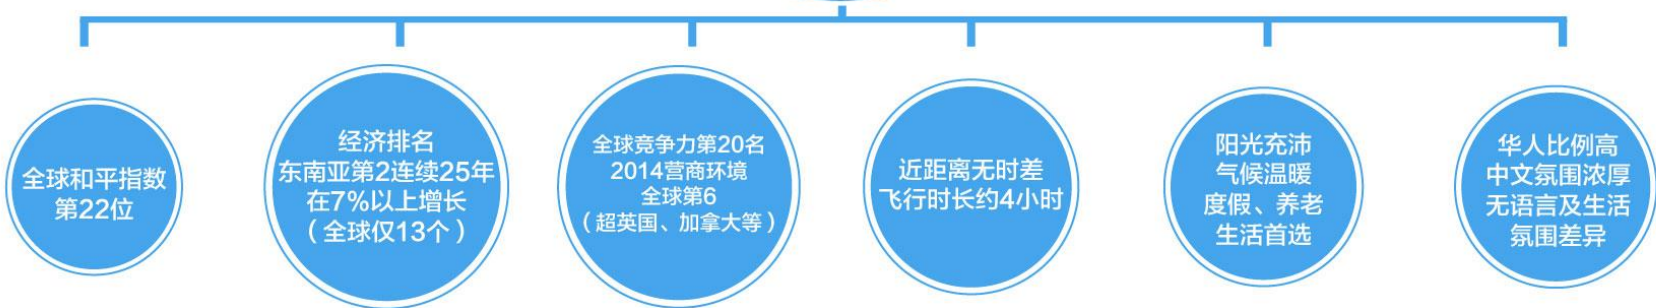 全球和平指数
第22位
经济排名
东南亚第2连续25年
在7%以上增长
（全球仅13个）
全球竞争力第20名
2014营商环境
全球第6
（超英国、加拿大等）
近距离无时差
飞行时长约4小时
阳光充沛
气候温暖
度假、养老
生活首选
华人比例高
中文氛围浓厚
无语言及生活
氛围差异